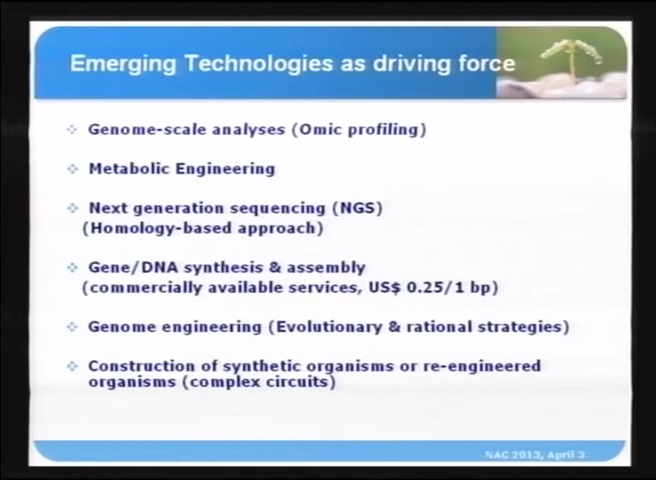 Emerging Technologies as driving force
Genome-scale analyses (Omic profiling)
Metabolic Engineering
Next generation sequencing (NGS)
(Homology-based approach)
Gene/DNA synthesis & assembly
(commercially available services, US$ 0.25/1 bp)
Genome engineering (Evolutionary & rational strategies)
Construction of synthetic organisms or re-engineered
organisms (complex circuits)
NAC 2013, April 3